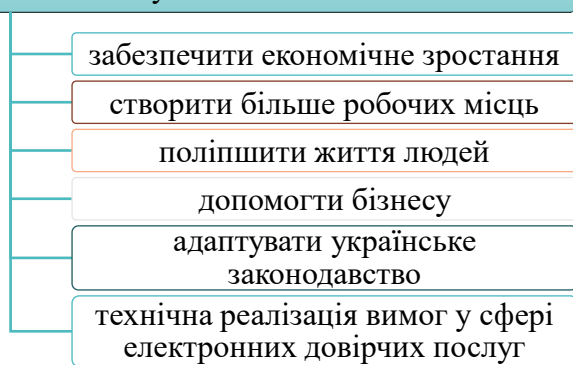 забезпечити економічне зростання
створити більше робочих місць
поліпшити життя людей
допомогти бізнесу
адаптувати українське
законодавство
технічна реалізація вимог у сфері
електронних довірчих послуг